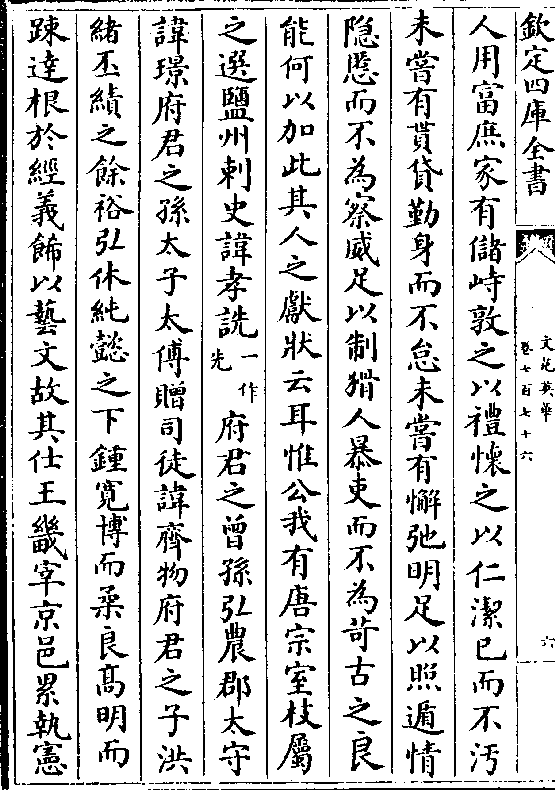 欽定四庫全書
文苑英華
卷七百七十六
六
人用富庶家有儲峙敦之以禮懷之以仁潔已而不汚
未嘗有貰貸勤身而不怠未嘗有懈弛明足以照遁情
隐慝而不為察威足以制猾人暴吏而不為苛古之良
能何以加此其人之獻狀云耳惟公我有唐宗室枝屬
之選鹽州刺史諱孝詵一作先府君之曾孫弘農郡太守
諱璟府君之孫太子太傅贈司徒諱齊物府君之子洪
緒丕績之餘裕弘休純懿之下鍾寛博而柔良髙明而
踈達根於經義飾以藝文故其仕王畿宰京邑累執憲